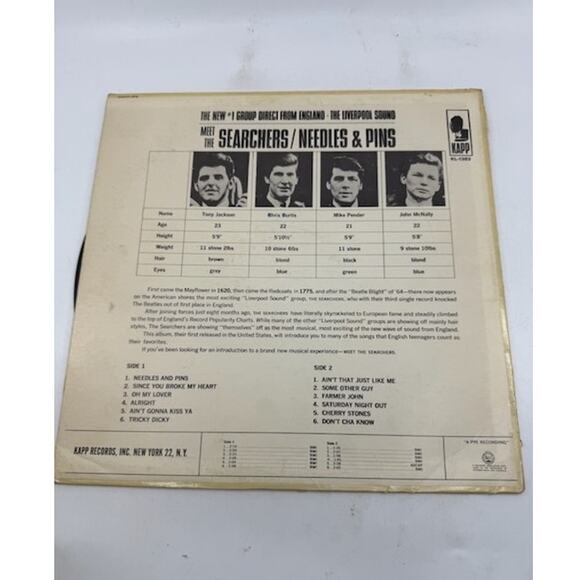 THE NEW #1 GROUP DIRECT FROM ENGLAND · THE LIVERPOOL SOUND
MEET THE SEARCHERS/NEEDLES & PINS
KAPP
KL-1363
Name Tony Jackson Chris Curtis Mike Pender John McNally
Age 23 22 21 22
Height 5'9" 5'10½" 5'9" 5'8"
Weight 11 stone 2lbs 10 stone 6lbs 11 stone 9 stone 10lbs
Hair brown blond black blond
Eyes grey blue green blue
First came the Mayflower in 1620, then came the Redcoats in 1775, and after the "Beatle Blight" of '64—there now appears
on the American shores the most exciting "Liverpool Sound" group, THE SEARCHERS, who with their third single record knocked
The Beatles out of first place in England.
After joining forces just eight months ago, THE SEARCHERS have literally skyrocketed to European fame and steadily climbed
to the top of England's Record Popularity Charts. While many of the other "Liverpool Sound" groups are showing off mainly hair
styles, The Searchers are showing "themselves" off as the most musical, most exciting of the new wave of sound from England.
This album, their first released in the United States, will introduce you to many of the songs that English teenagers count as
their favorites.
If you've been looking for an introduction to a brand new musical experience—MEET THE SEARCHERS.
SIDE 1
1. NEEDLES AND PINS
2. SINCE YOU BROKE MY HEART
3. OH MY LOVER
4. ALRIGHT
5. AIN'T GONNA KISS YA
6. TRICKY DICKY
SIDE 2
1. AIN'T THAT JUST LIKE ME
2. SOME OTHER GUY
3. FARMER JOHN
4. SATURDAY NIGHT OUT
5. CHERRY STONES
6. DON'T CHA KNOW
KAPP RECORDS, INC. NEW YORK 22, N.Y.
Side 1
Side 2
"A PYE RECORDING"